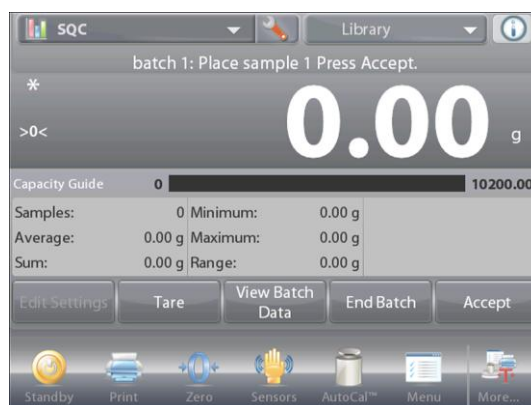 SQC Library
batch 1: Place sample 1 Press Accept.
*
>0< 0.00 g
Capacity Guide 0 10200.00
Samples: 0 Minimum: 0.00 g
Average: 0.00 g Maximum: 0.00 g
Sum: 0.00 g Range: 0.00 g
Edit Settings Tare View Batch Data End Batch Accept
Standby Print Zero Sensors AutoCal™ Menu More...